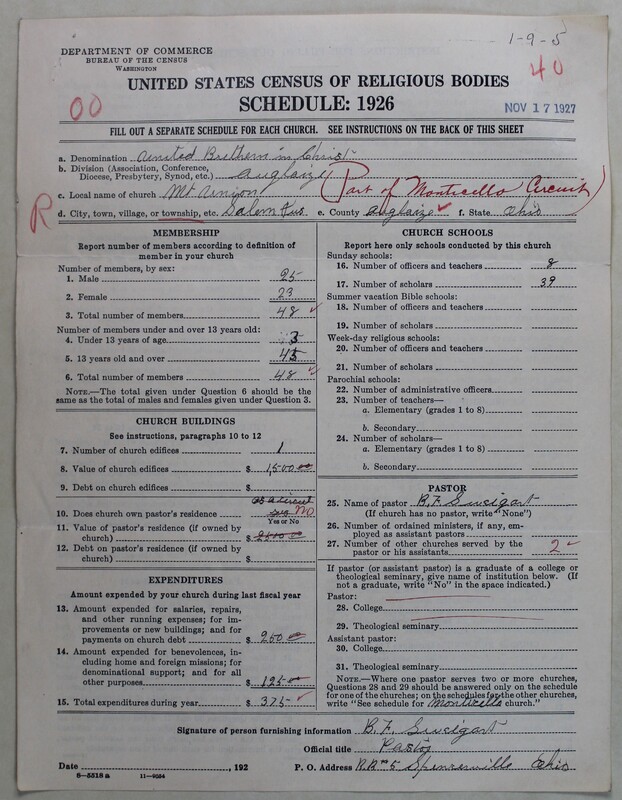 1-9-5
DEPARTMENT OF COMMERCE
BUREAU OF THE CENSUS
WASHINGTON
40
UNITED STATES CENSUS OF RELIGIOUS BODIES
00
SCHEDULE: 1926
NOV 17 1927
FILL OUT A SEPARATE SCHEDULE FOR EACH CHURCH. SEE INSTRUCTIONS ON THE BACK OF THIS SHEET
a. Denomination United Brethern in Christ
b. Division (Association, Conference, Diocese, Presbytery, Synod, etc.) Auglaize
c. Local name of church Mt Union (Part of Monticello Circuit)
R
d. City, town, village, or township, etc. Salem Tus. e. County Auglaize ✓ f. State Ohio
MEMBERSHIP
Report number of members according to definition of
member in your church
Number of members, by sex:
1. Male 25
2. Female 23
3. Total number of members 48 ✓
Number of members under and over 13 years old:
4. Under 13 years of age 3
5. 13 years old and over 45
6. Total number of members 48 ✓
NOTE.—The total given under Question 6 should be
same as the total of males and females given under Question 3.
CHURCH BUILDINGS
See instructions, paragraphs 10 to 12
7. Number of church edifices 1
8. Value of church edifices $ 1,500.00
9. Debt on church edifices $
as a circuit
10. Does church own pastor's residence No
Yes or No
11. Value of pastor's residence (if owned by
church) $ 2500.00
12. Debt on pastor's residence (if owned by
church) $
EXPENDITURES
Amount expended by your church during last fiscal year
13. Amount expended for salaries, repairs,
and other running expenses; for im-
provements or new buildings; and for
payments on church debt $ 250.00
14. Amount expended for benevolences, in-
cluding home and foreign missions; for
denominational support; and for all
other purposes $ 125.00
15. Total expenditures during year $ 375 ✓
CHURCH SCHOOLS
Report here only schools conducted by this church
Sunday schools:
16. Number of officers and teachers 8
17. Number of scholars 39
Summer vacation Bible schools:
18. Number of officers and teachers
19. Number of scholars
Week-day religious schools:
20. Number of officers and teachers
21. Number of scholars
Parochial schools:
22. Number of administrative officers
23. Number of teachers—
a. Elementary (grades 1 to 8)
b. Secondary
24. Number of scholars—
a. Elementary (grades 1 to 8)
b. Secondary
PASTOR
25. Name of pastor B.F. Sweigart
(If church has no pastor, write "None")
26. Number of ordained ministers, if any, em-
ployed as assistant pastors
27. Number of other churches served by the
pastor or his assistants 2 ✓
If pastor (or assistant pastor) is a graduate of a college or
theological seminary, give name of institution below. (If
not a graduate, write "No" in the space indicated.)
Pastor:
28. College
29. Theological seminary
Assistant pastor:
30. College
31. Theological seminary
NOTE.—Where one pastor serves two or more churches,
Questions 28 and 29 should be answered only on the schedule
for one of the churches; on the schedules for the other churches,
write "See schedule for Monticello church."
Signature of person furnishing information B. F. Sweigart
Official title Pastor
Date , 192 P. O. Address R.R. #5 Spencerville Ohio
8-5518 a 11-9034